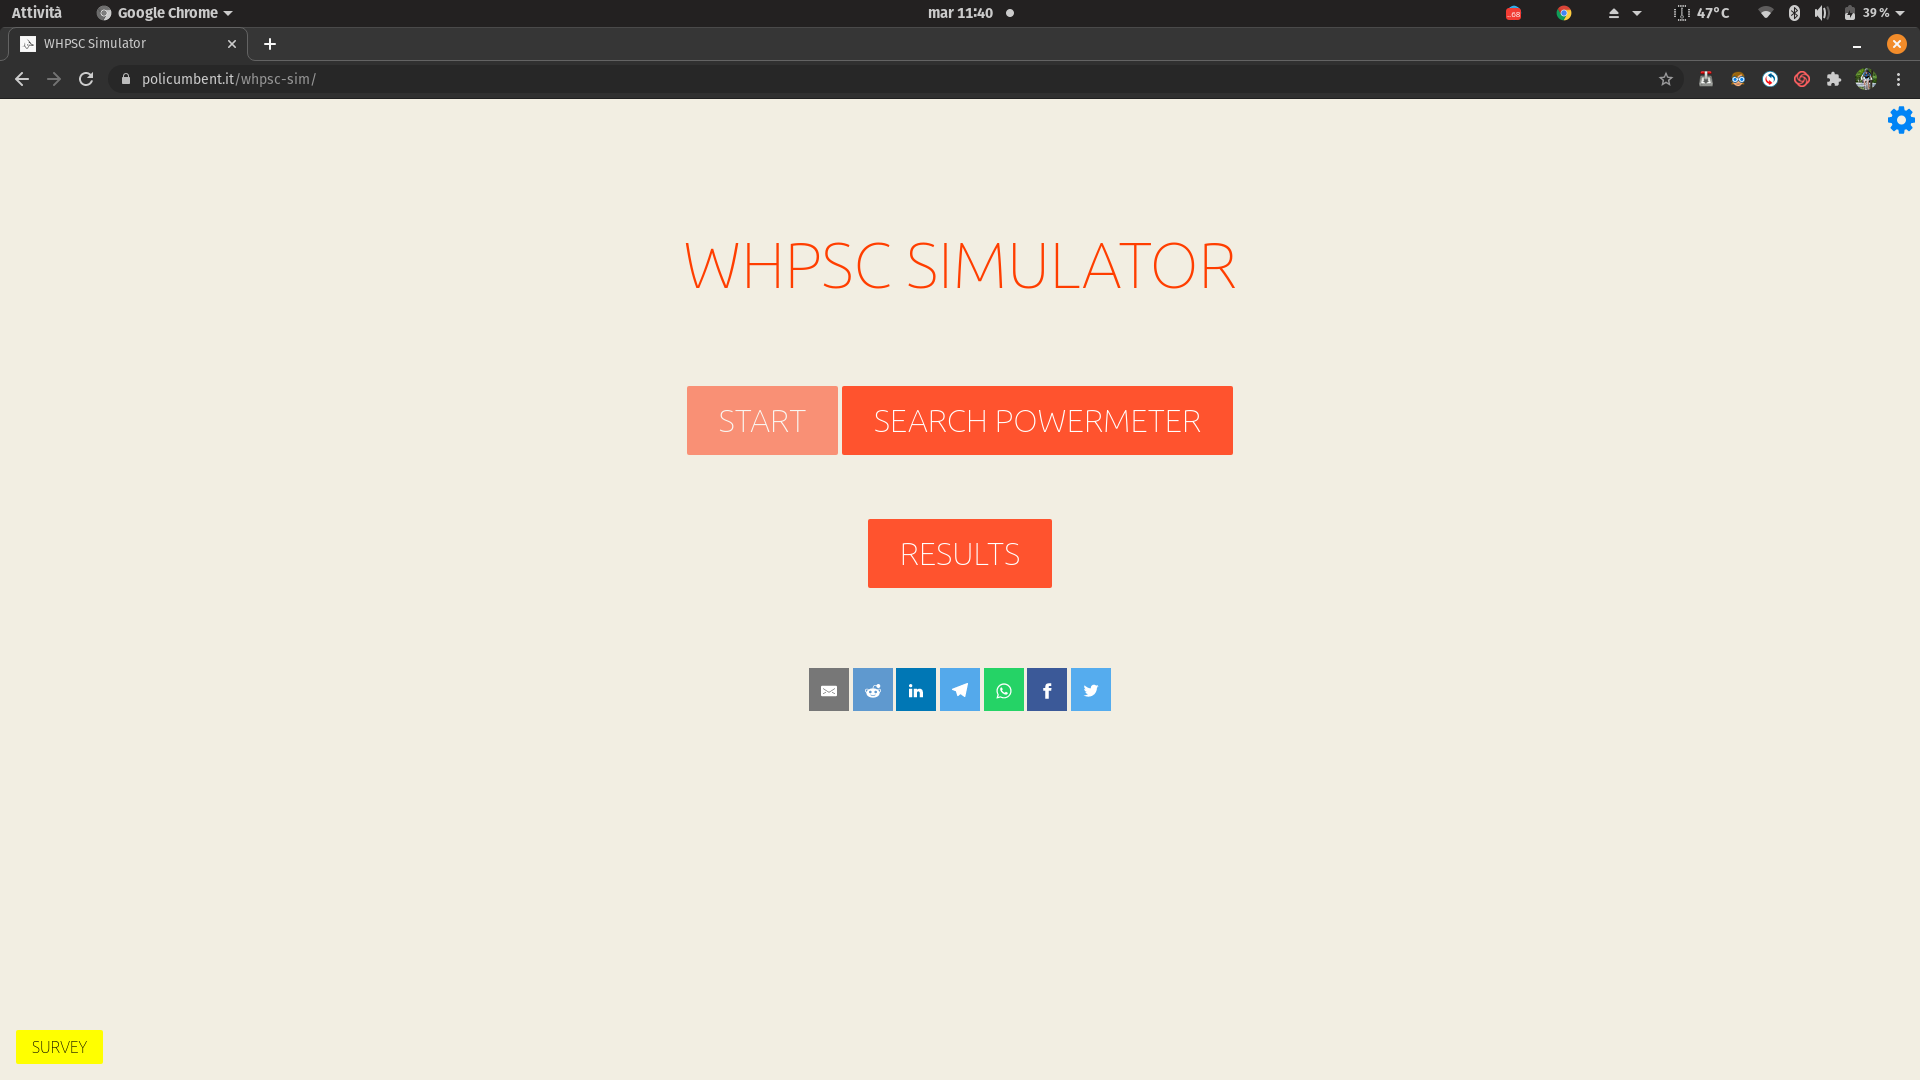 Attività Google Chrome mar 11:40 47°C 39 %
WHPSC Simulator
policumbent.it/whpsc-sim/
WHPSC SIMULATOR
START SEARCH POWERMETER
RESULTS
SURVEY